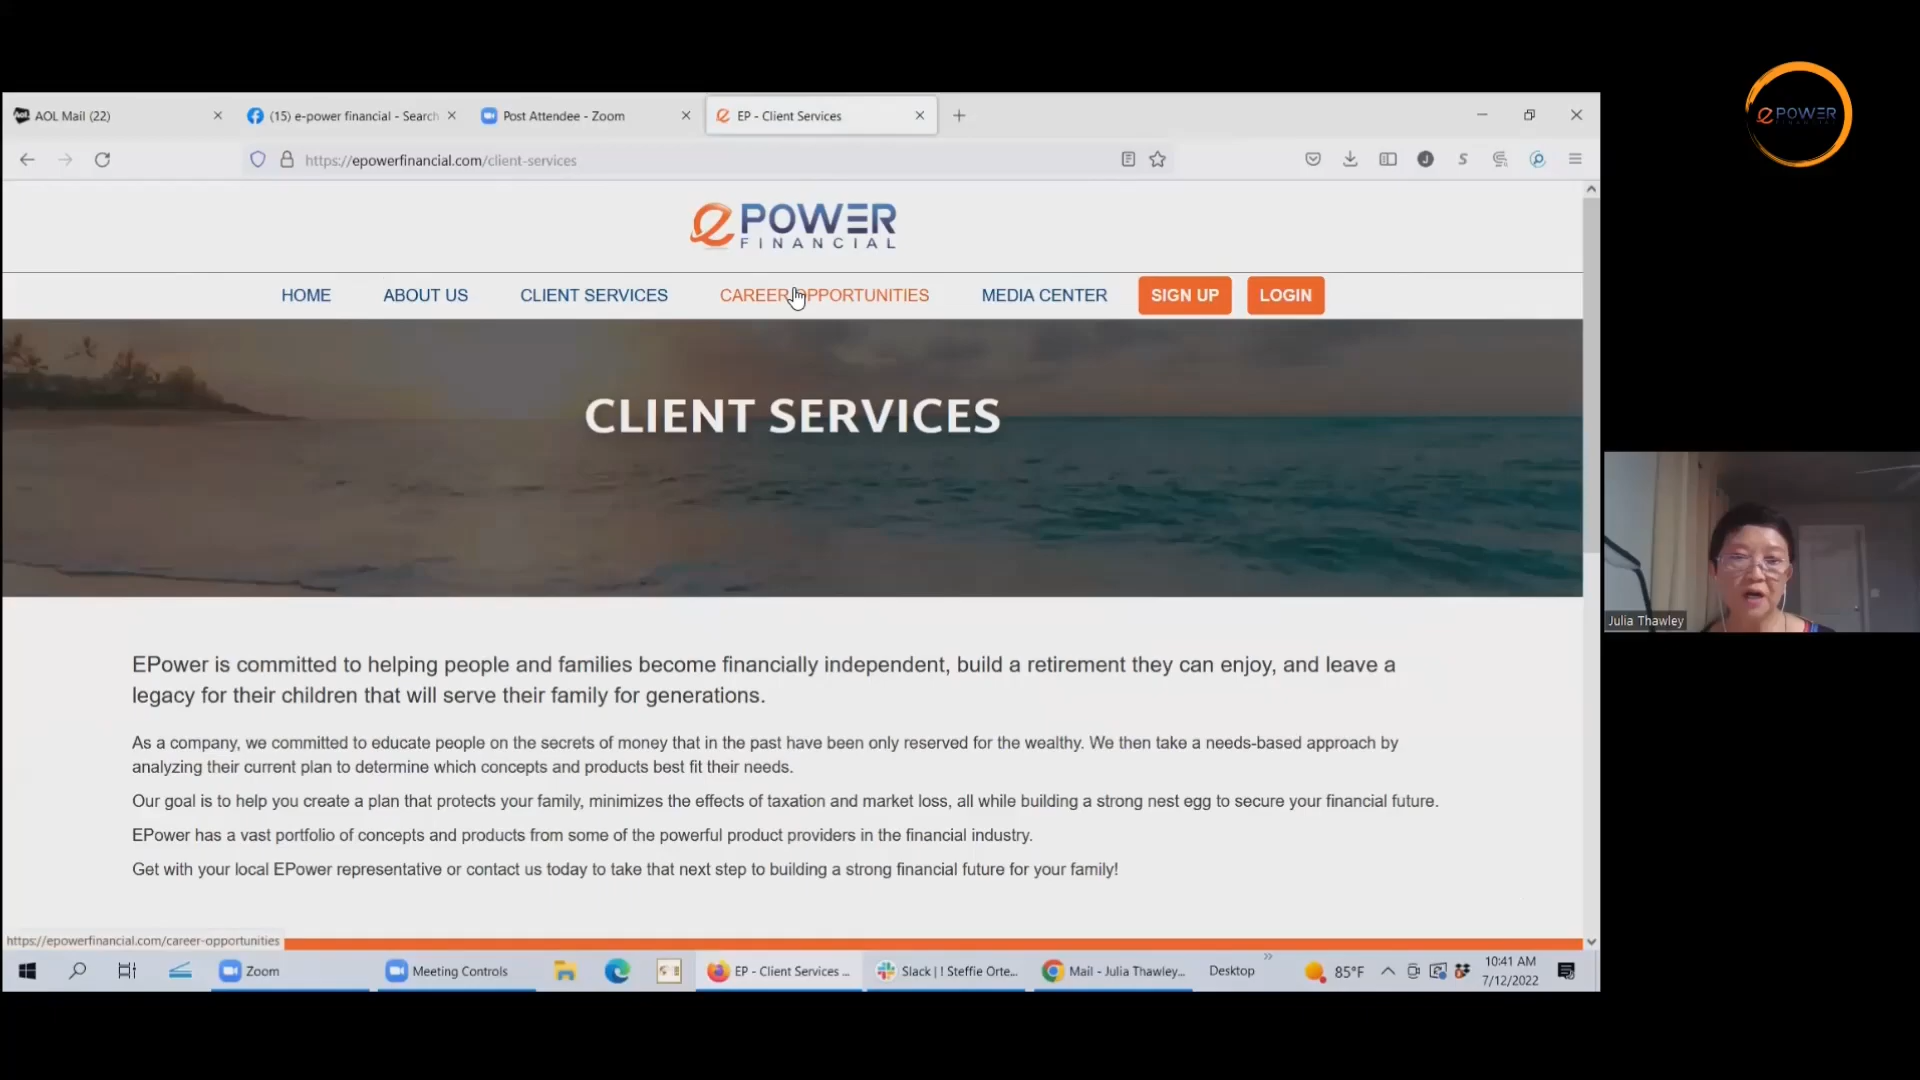 AOL Mail (22)
(15) e-power financial - Search
Post Attendee - Zoom
EP - Client Services
https://epowerfinancial.com/client-services
J
S
ePOWER
FINANCIAL
ePOWER
FINANCIAL
HOME
ABOUT US
CLIENT SERVICES
CAREER OPPORTUNITIES
MEDIA CENTER
SIGN UP
LOGIN
CLIENT SERVICES
EPower is committed to helping people and families become financially independent, build a retirement they can enjoy, and leave a
legacy for their children that will serve their family for generations.
As a company, we committed to educate people on the secrets of money that in the past have been only reserved for the wealthy. We then take a needs-based approach by
analyzing their current plan to determine which concepts and products best fit their needs.
Our goal is to help you create a plan that protects your family, minimizes the effects of taxation and market loss, all while building a strong nest egg to secure your financial future.
EPower has a vast portfolio of concepts and products from some of the powerful product providers in the financial industry.
Get with your local EPower representative or contact us today to take that next step to building a strong financial future for your family!
Julia Thawley
https://epowerfinancial.com/career-opportunities
Zoom
Meeting Controls
EP - Client Services ...
Slack | ! Steffie Orte...
Mail - Julia Thawley...
Desktop
85°F
10:41 AM
7/12/2022